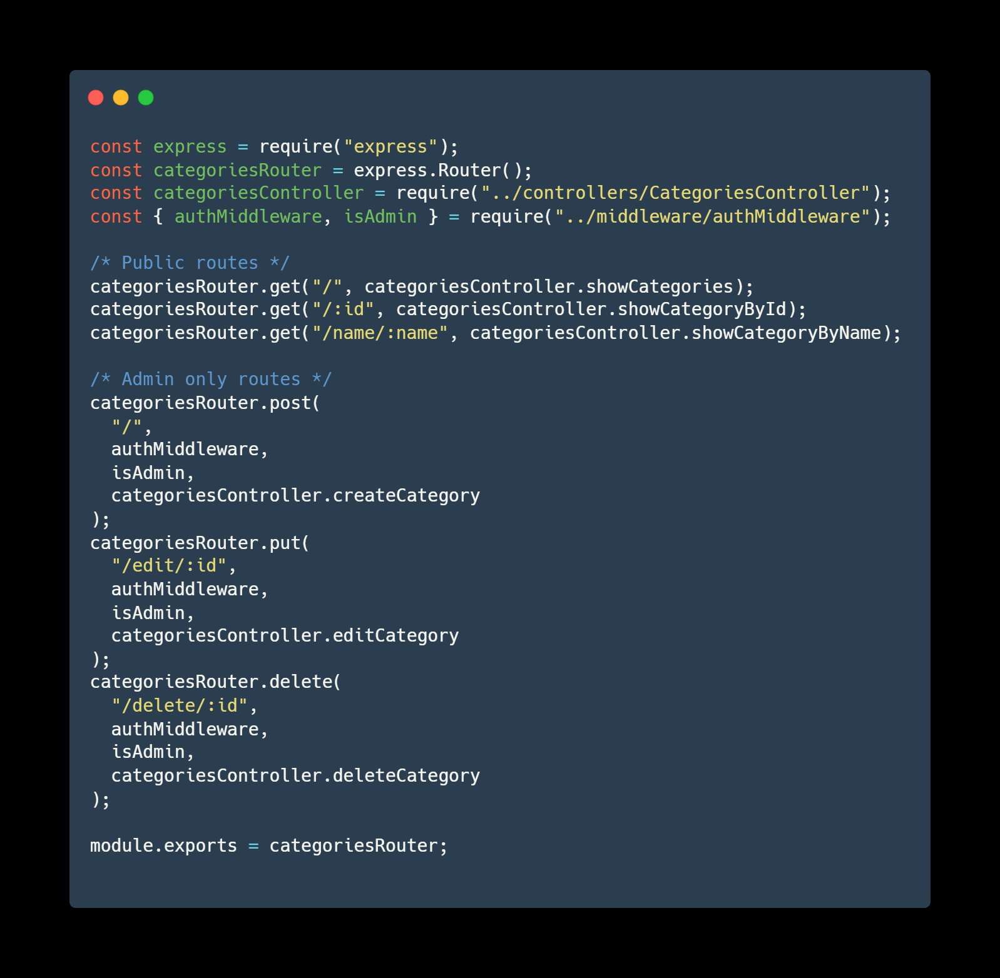 const express = require("express");
const categoriesRouter = express.Router();
const categoriesController = require("../controllers/CategoriesController");
const { authMiddleware, isAdmin } = require("../middleware/authMiddleware");

/* Public routes */
categoriesRouter.get("/", categoriesController.showCategories);
categoriesRouter.get("/:id", categoriesController.showCategoryById);
categoriesRouter.get("/name/:name", categoriesController.showCategoryByName);

/* Admin only routes */
categoriesRouter.post(
  "/",
  authMiddleware,
  isAdmin,
  categoriesController.createCategory
);
categoriesRouter.put(
  "/edit/:id",
  authMiddleware,
  isAdmin,
  categoriesController.editCategory
);
categoriesRouter.delete(
  "/delete/:id",
  authMiddleware,
  isAdmin,
  categoriesController.deleteCategory
);

module.exports = categoriesRouter;